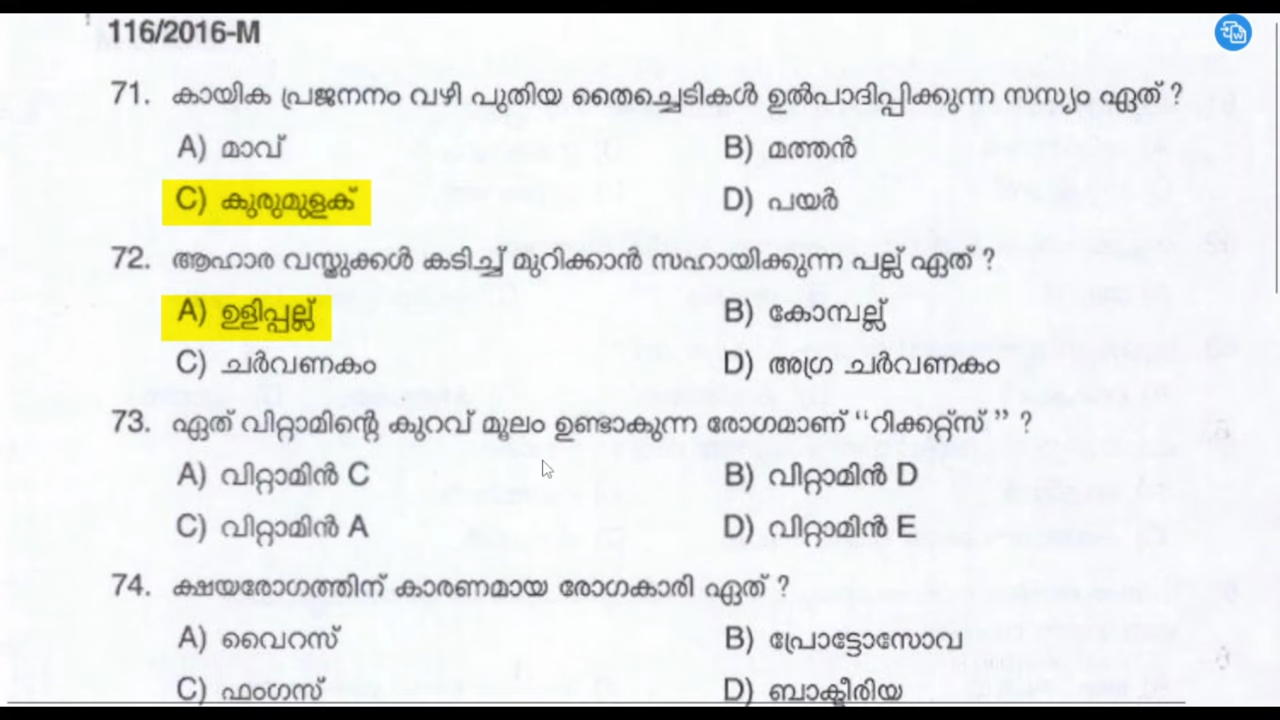 116/2016-M
71. കായിക പ്രജനനം വഴി പുതിയ തൈച്ചെടികൾ ഉൽപാദിപ്പിക്കുന്ന സസ്യം ഏത് ?
A) മാവ് B) മത്തൻ
C) കുരുമുളക് D) പയർ
72. ആഹാര വസ്തുക്കൾ കടിച്ച് മുറിക്കാൻ സഹായിക്കുന്ന പല്ല് ഏത് ?
A) ഉളിപ്പല്ല് B) കോമ്പല്ല്
C) ചർവണകം D) അഗ്ര ചർവണകം
73. ഏത് വിറ്റാമിന്റെ കുറവ് മൂലം ഉണ്ടാകുന്ന രോഗമാണ് “റിക്കറ്റ്സ് ” ?
A) വിറ്റാമിൻ C B) വിറ്റാമിൻ D
C) വിറ്റാമിൻ A D) വിറ്റാമിൻ E
74. ക്ഷയരോഗത്തിന് കാരണമായ രോഗകാരി ഏത് ?
A) വൈറസ് B) പ്രോട്ടോസോവ
C) ഫംഗസ് D) ബാക്ടീരിയ